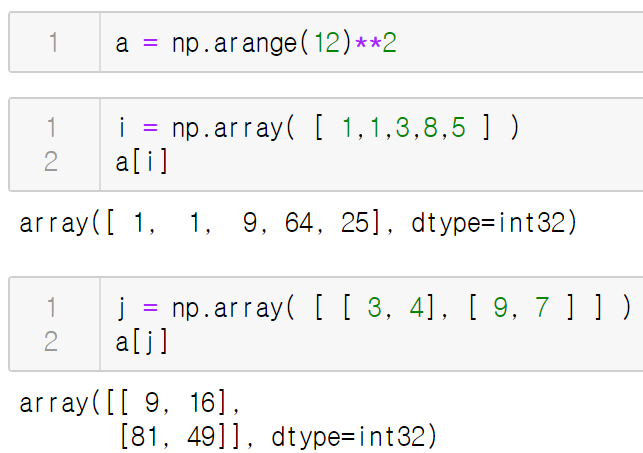 1 a = np.arange(12)**2
1 i = np.array( [ 1,1,3,8,5 ] )
2 a[i]
array([ 1,  1,  9, 64, 25], dtype=int32)
1 j = np.array( [ [ 3, 4], [ 9, 7 ] ] )
2 a[j]
array([[ 9, 16],
       [81, 49]], dtype=int32)